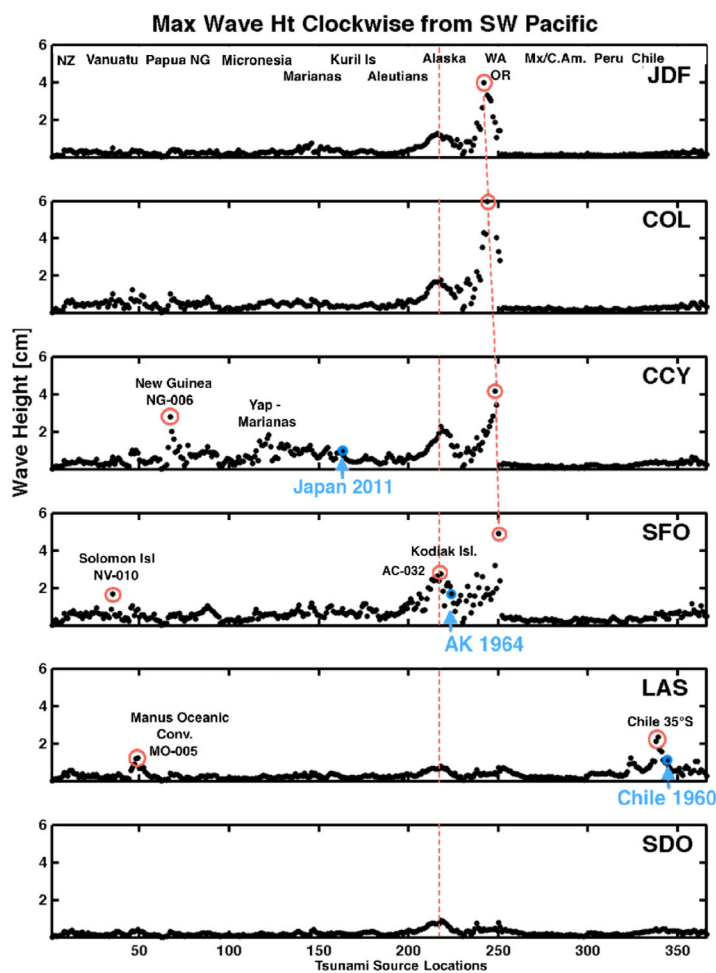 Max Wave Ht Clockwise from SW Pacific
6
NZ Vanuatu Papua NG Micronesia Kuril Is Alaska WA Mx/C.Am. Peru Chile
Marianas Aleutians OR
JDF
4
2
6
COL
4
2
6
CCY
New Guinea
NG-006
4
Yap -
Marianas
2
Japan 2011
Wave Height [cm]
6
SFO
Solomon Isl
NV-010
Kodiak Isl.
AC-032
4
2
AK 1964
6
LAS
Manus Oceanic
Conv.
MO-005
Chile 35°S
4
2
Chile 1960
6
SDO
4
2
50 100 150 200 250 300 350
Tsunami Source Locations